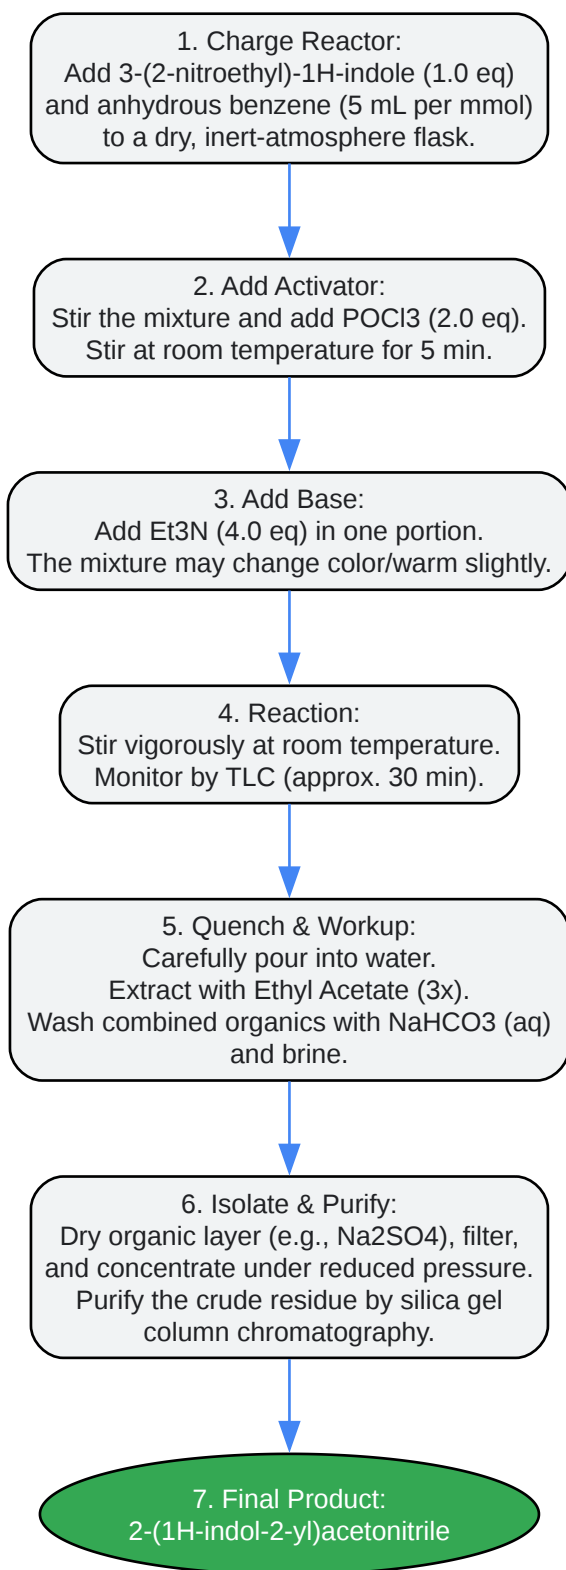 1. Charge Reactor:
Add 3-(2-nitroethyl)-1H-indole (1.0 eq)
and anhydrous benzene (5 mL per mmol)
to a dry, inert-atmosphere flask.
2. Add Activator:
Stir the mixture and add POCl3 (2.0 eq).
Stir at room temperature for 5 min.
3. Add Base:
Add Et3N (4.0 eq) in one portion.
The mixture may change color/warm slightly.
4. Reaction:
Stir vigorously at room temperature.
Monitor by TLC (approx. 30 min).
5. Quench & Workup:
Carefully pour into water.
Extract with Ethyl Acetate (3x).
Wash combined organics with NaHCO3 (aq)
and brine.
6. Isolate & Purify:
Dry organic layer (e.g., Na2SO4), filter,
and concentrate under reduced pressure.
Purify the crude residue by silica gel
column chromatography.
7. Final Product:
2-(1H-indol-2-yl)acetonitrile